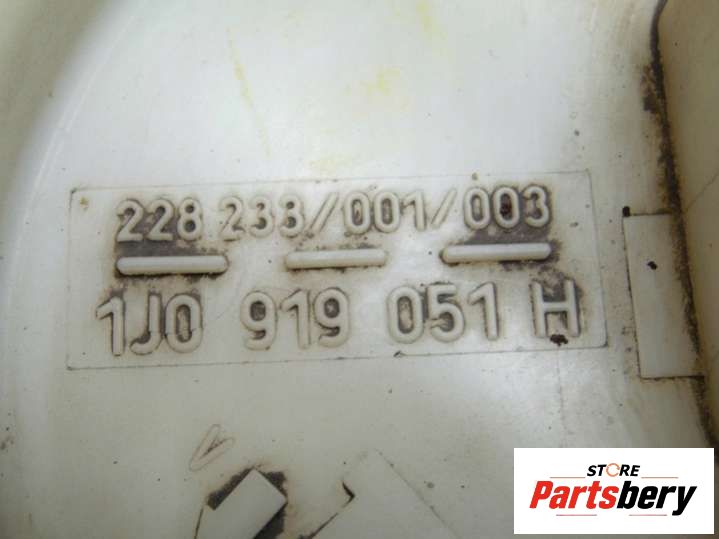 228 233/001/003
1J0 919 051 H
STORE
Partsbery